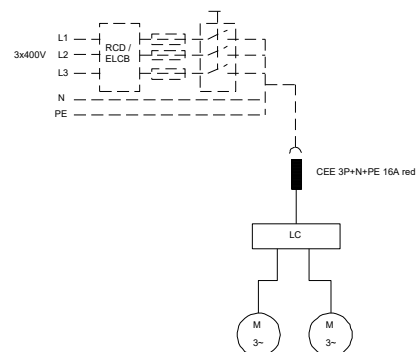 L1
3x400V
L2
L3
RCD /
ELCB
N
PE
CEE 3P+N+PE 16A red
LC
M
3~
M
3~